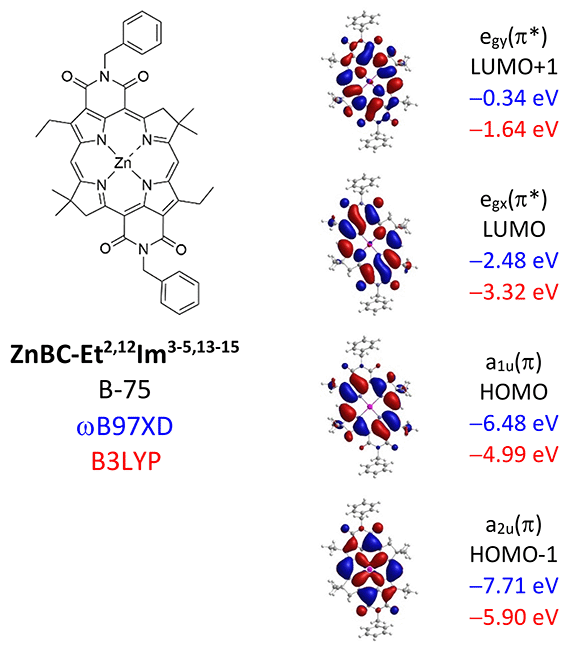 O
N
O
N
N
Zn
N
N
O
N
O
ZnBC-Et2,12Im3-5,13-15
B-75
ωB97XD
B3LYP
egy(π*)
LUMO+1
−0.34 eV
−1.64 eV
egx(π*)
LUMO
−2.48 eV
−3.32 eV
a1u(π)
HOMO
−6.48 eV
−4.99 eV
a2u(π)
HOMO-1
−7.71 eV
−5.90 eV